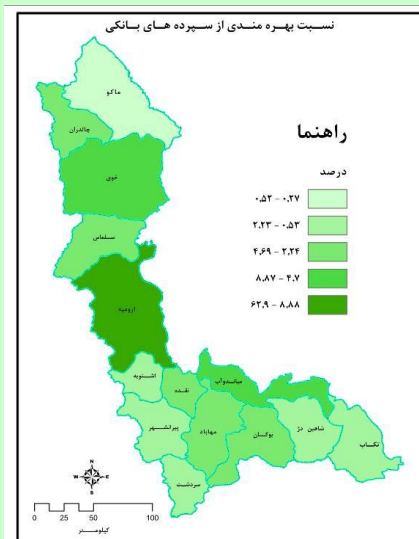 نسبت بهره مندی از سپرده های بانکی
ماکو
چالدران
راهنما
خوی
درصد
۰.۵۲ - ۰.۲۷
۲.۲۳ - ۰.۵۳
سلماس
۴.۶۹ - ۲.۲۴
۸.۸۷ - ۴.۷
۶۲.۹ - ۸.۸۸
ارومیه
اشنویه
میاندوآب
نقده
پیرانشهر
مهاباد
بوکان
شاهین دژ
تکاب
سردشت
N
W
E
S
0 25 50 100
کیلومتر